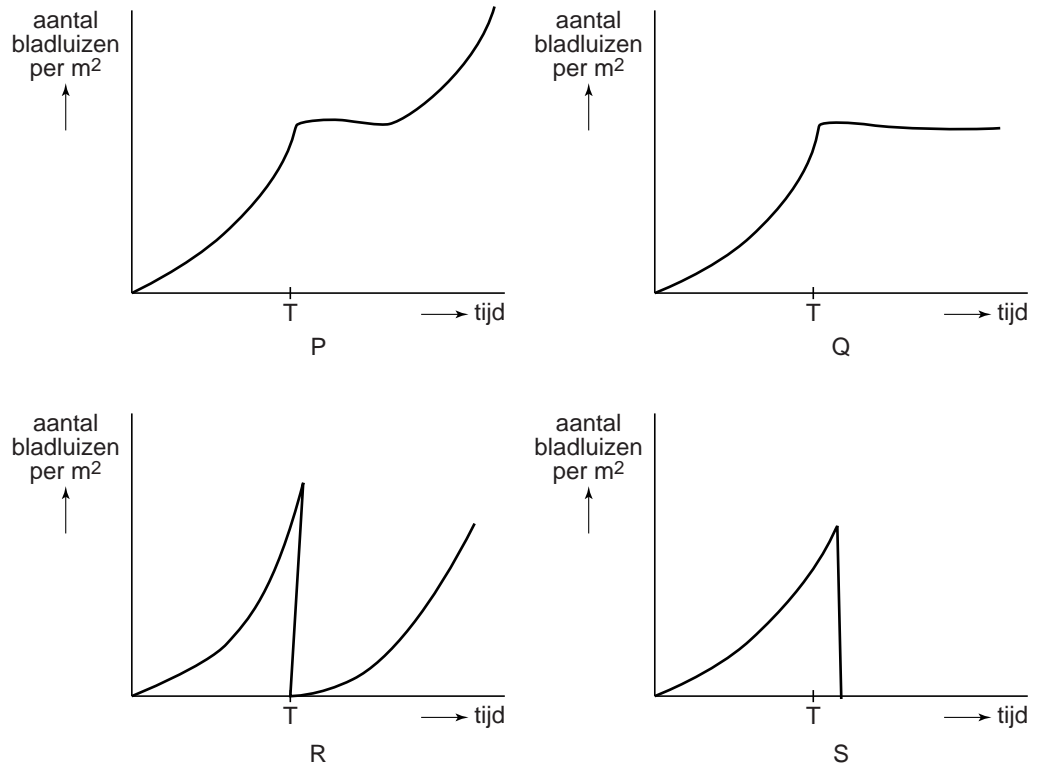 aantal
bladluizen
per m2
T
tijd
P
aantal
bladluizen
per m2
T
tijd
Q
aantal
bladluizen
per m2
T
tijd
R
aantal
bladluizen
per m2
T
tijd
S